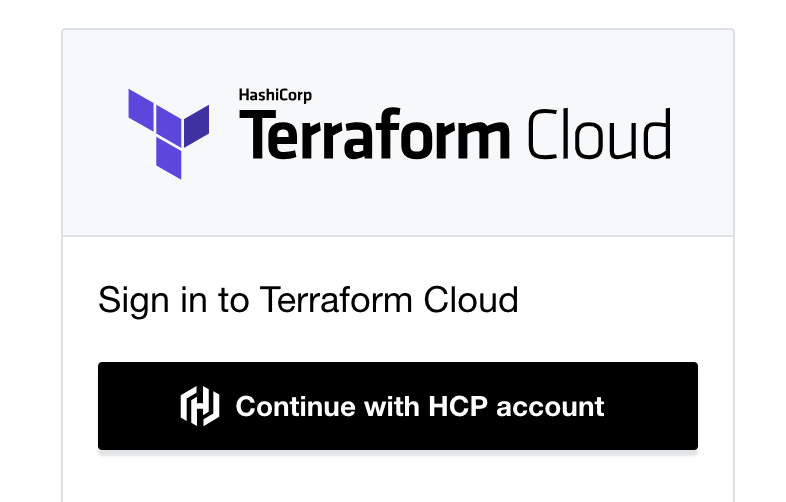 HashiCorp
Terraform Cloud
Sign in to Terraform Cloud
Continue with HCP account